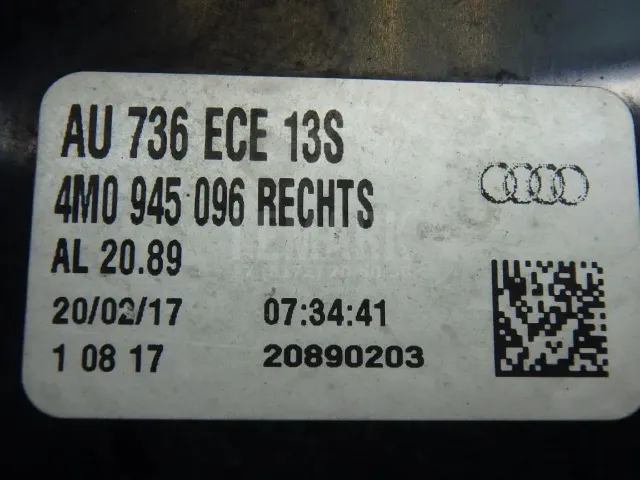 AU 736 ECE 13S
4M0 945 096 RECHTS
AL 20.89
20/02/17 07:34:41
1 08 17 20890203